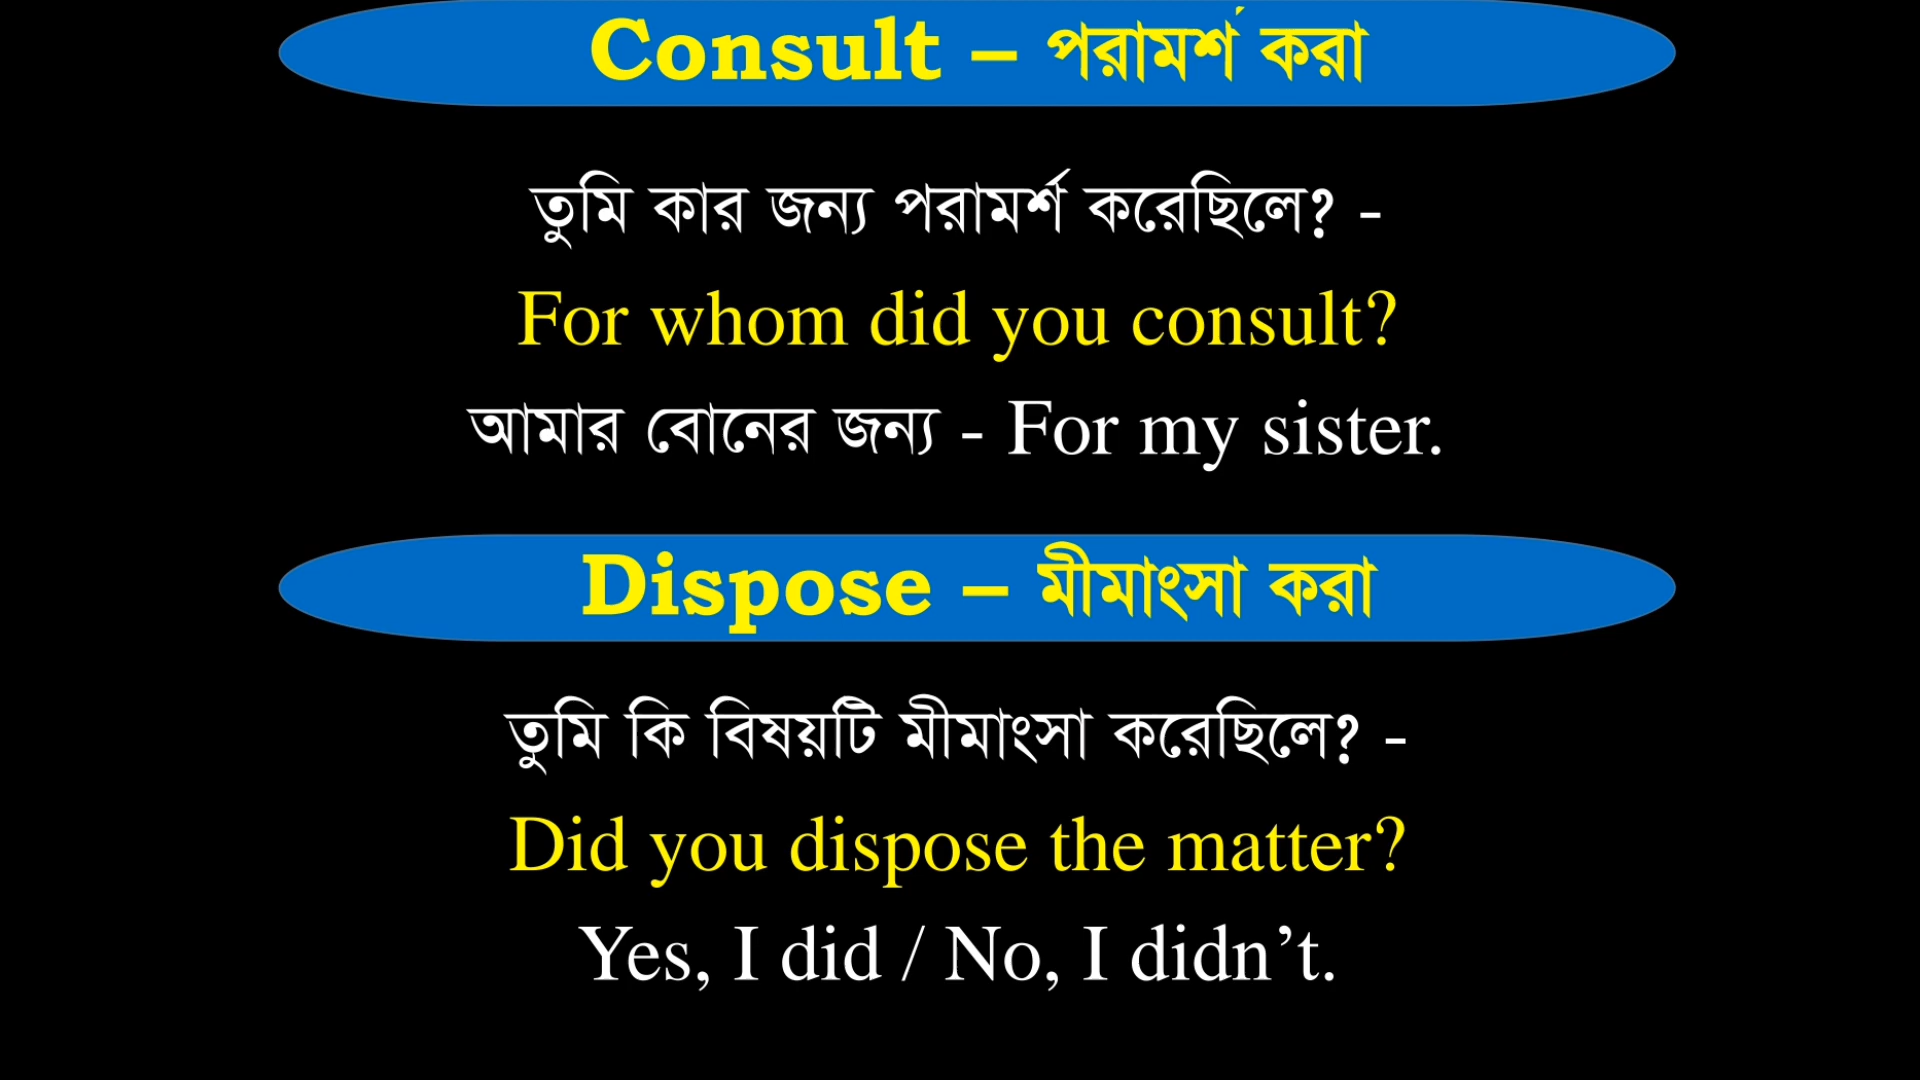 Consult – পরামর্শ করা
তুমি কার জন্য পরামর্শ করেছিলে? -
For whom did you consult?
আমার বোনের জন্য - For my sister.
Dispose – মীমাংসা করা
তুমি কি বিষয়টি মীমাংসা করেছিলে? -
Did you dispose the matter?
Yes, I did / No, I didn’t.